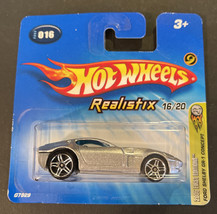 016
3+
HOT WHEELS
Realistix 16/20
FORD SHELBY GR-1 CONCEPT